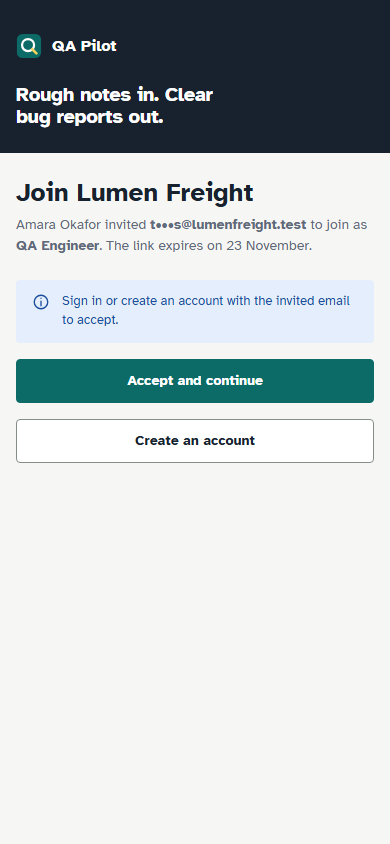 QA Pilot
Rough notes in. Clear
bug reports out.
Join Lumen Freight
Amara Okafor invited t•••s@lumenfreight.test to join as
QA Engineer. The link expires on 23 November.
Sign in or create an account with the invited email
to accept.
Accept and continue
Create an account